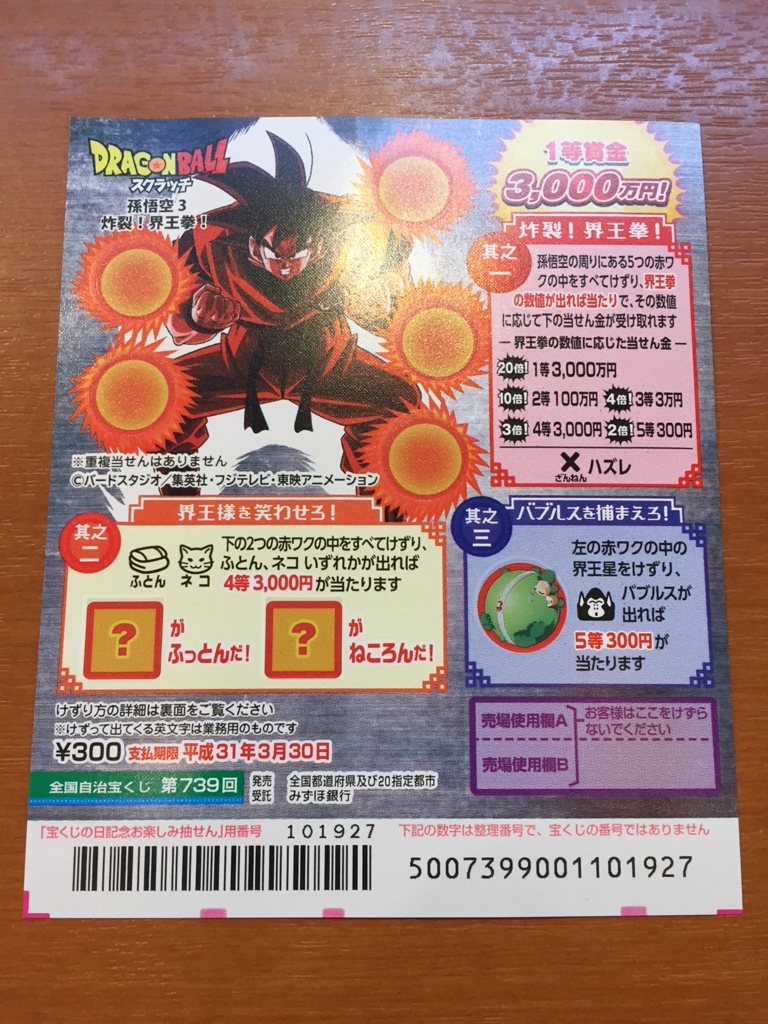 DRAGONBALL
スクラッチ
孫悟空 3
炸裂！界王拳！
1等賞金
3,000万円!
炸裂！界王拳！
其之一
孫悟空の周りにある5つの赤ワ
クの中をすべてけずり、界王拳
の数値が出れば当たりで、その数値
に応じて下の当せん金が受け取れます
― 界王拳の数値に応じた当せん金 ―
20倍! 1等 3,000万円
10倍! 2等 100万円 4倍! 3等 3万円
3倍! 4等 3,000円 2倍! 5等 300円
× ハズレ
ざんねん
※重複当せんはありません
©バードスタジオ／集英社・フジテレビ・東映アニメーション
界王様を笑わせろ！
其之二
ふとん ネコ
下の2つの赤ワクの中をすべてけずり、
ふとん、ネコ いずれかが出れば
4等 3,000円が当たります
? が
ふっとんだ!
? が
ねころんだ!
バブルスを捕まえろ！
其之三
左の赤ワクの中の
界王星をけずり、
バブルスが
出れば
5等 300円が
当たります
けずり方の詳細は裏面をご覧ください
※けずって出てくる英文字は業務用のものです
¥300 支払期限 平成31年3月30日
売場使用欄A
売場使用欄B
お客様はここをけずら
ないでください
全国自治宝くじ 第739回
発売 全国都道府県及び20指定都市
受託 みずほ銀行
「宝くじの日記念お楽しみ抽せん」用番号 101927
下記の数字は整理番号で、宝くじの番号ではありません
5007399001101927